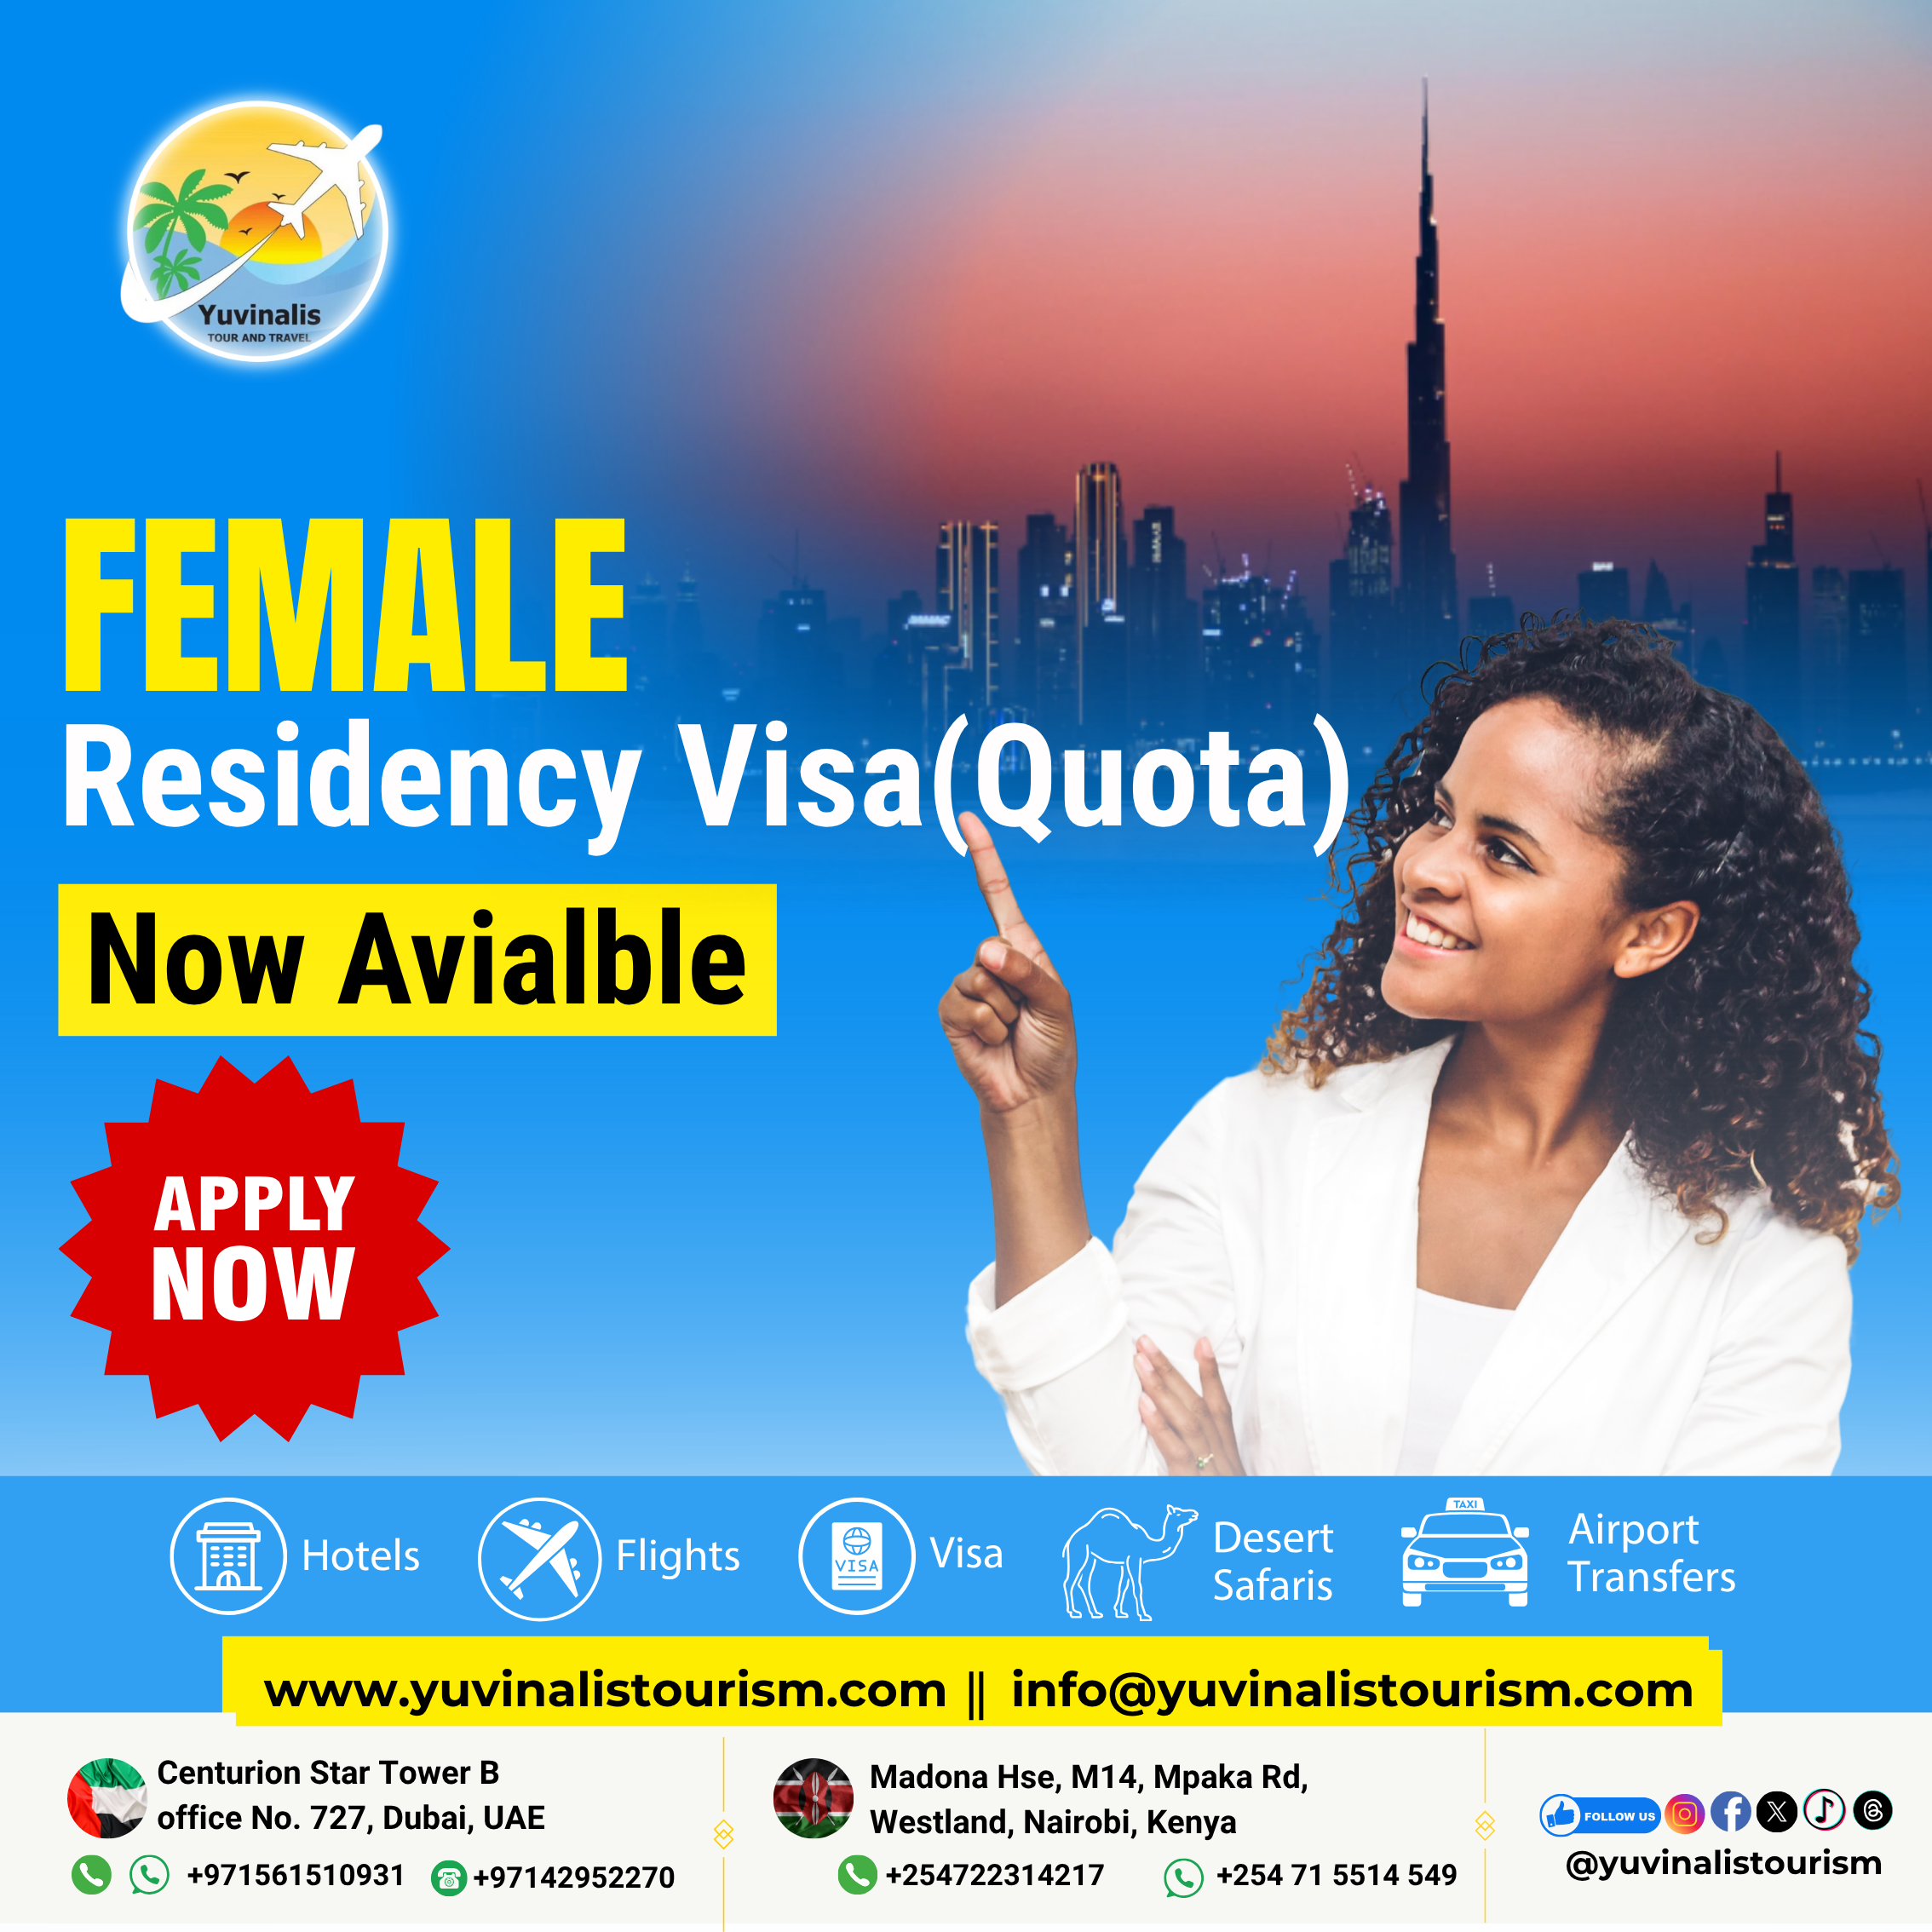 Yuvinalis
TOUR AND TRAVEL
FEMALE
Residency Visa(Quota)
Now Avialble
APPLY
NOW
Hotels
Flights
VISA
Visa
Desert
Safaris
TAXI
Airport
Transfers
www.yuvinalistourism.com || info@yuvinalistourism.com
Centurion Star Tower B
office No. 727, Dubai, UAE
+971561510931
+97142952270
Madona Hse, M14, Mpaka Rd,
Westland, Nairobi, Kenya
+254722314217
+254 71 5514 549
FOLLOW US
@yuvinalistourism